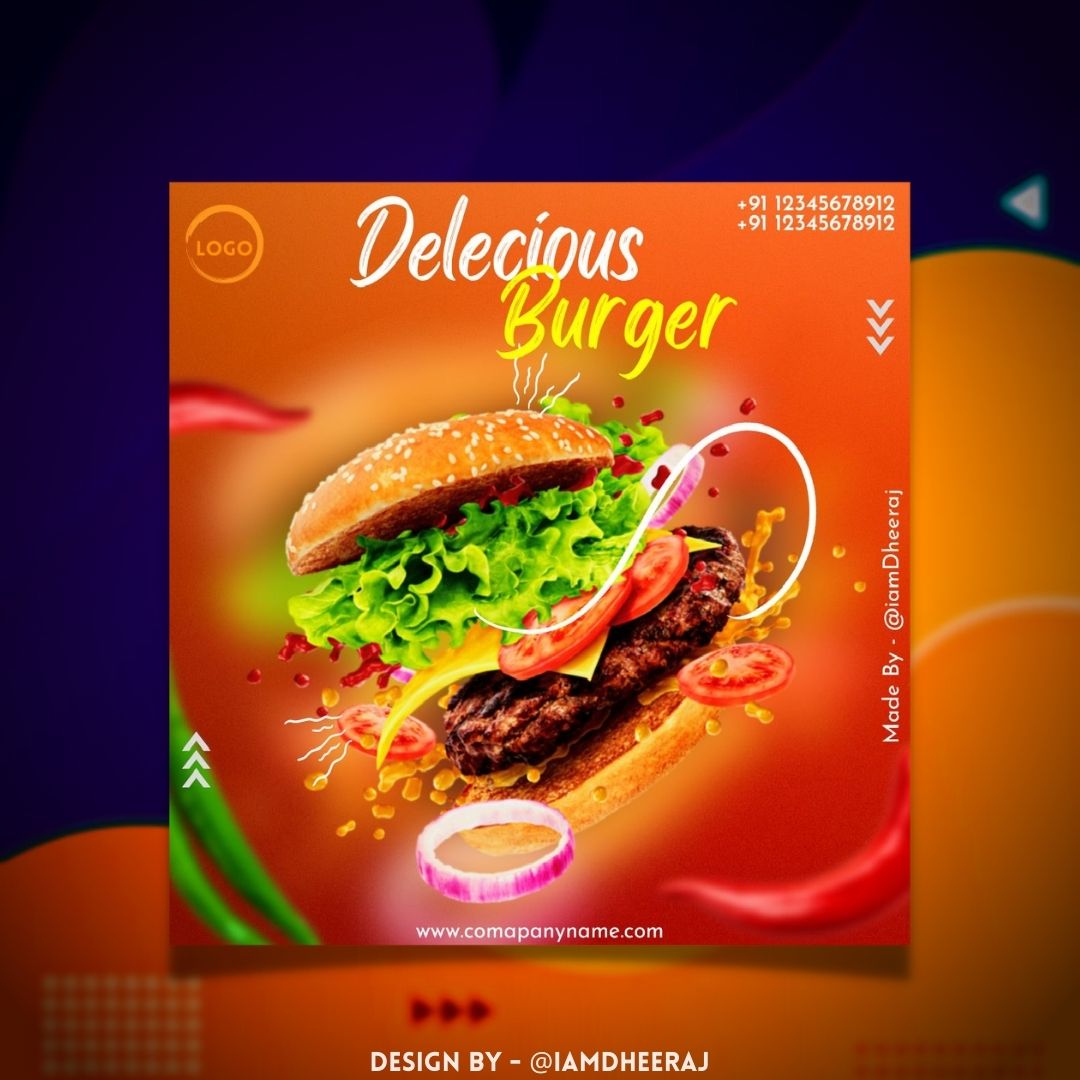 LOGO
Delecious
Burger
+91 12345678912
+91 12345678912
Made By - @iamDheeraj
www.comapanyname.com
DESIGN BY - @IAMDHEERAJ